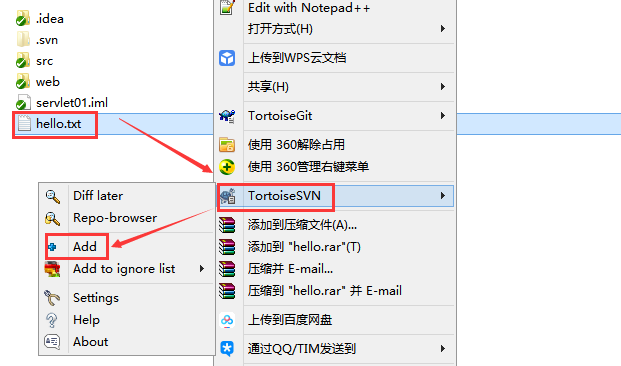 .idea
.svn
src
web
servlet01.iml
hello.txt
Edit with Notepad++
打开方式(H)
上传到WPS云文档
共享(H)
TortoiseGit
使用 360解除占用
使用 360管理右键菜单
TortoiseSVN
添加到压缩文件(A)...
添加到 "hello.rar"(T)
压缩并 E-mail...
压缩到 "hello.rar" 并 E-mail
上传到百度网盘
通过QQ/TIM发送到
Diff later
Repo-browser
Add
Add to ignore list
Settings
Help
About